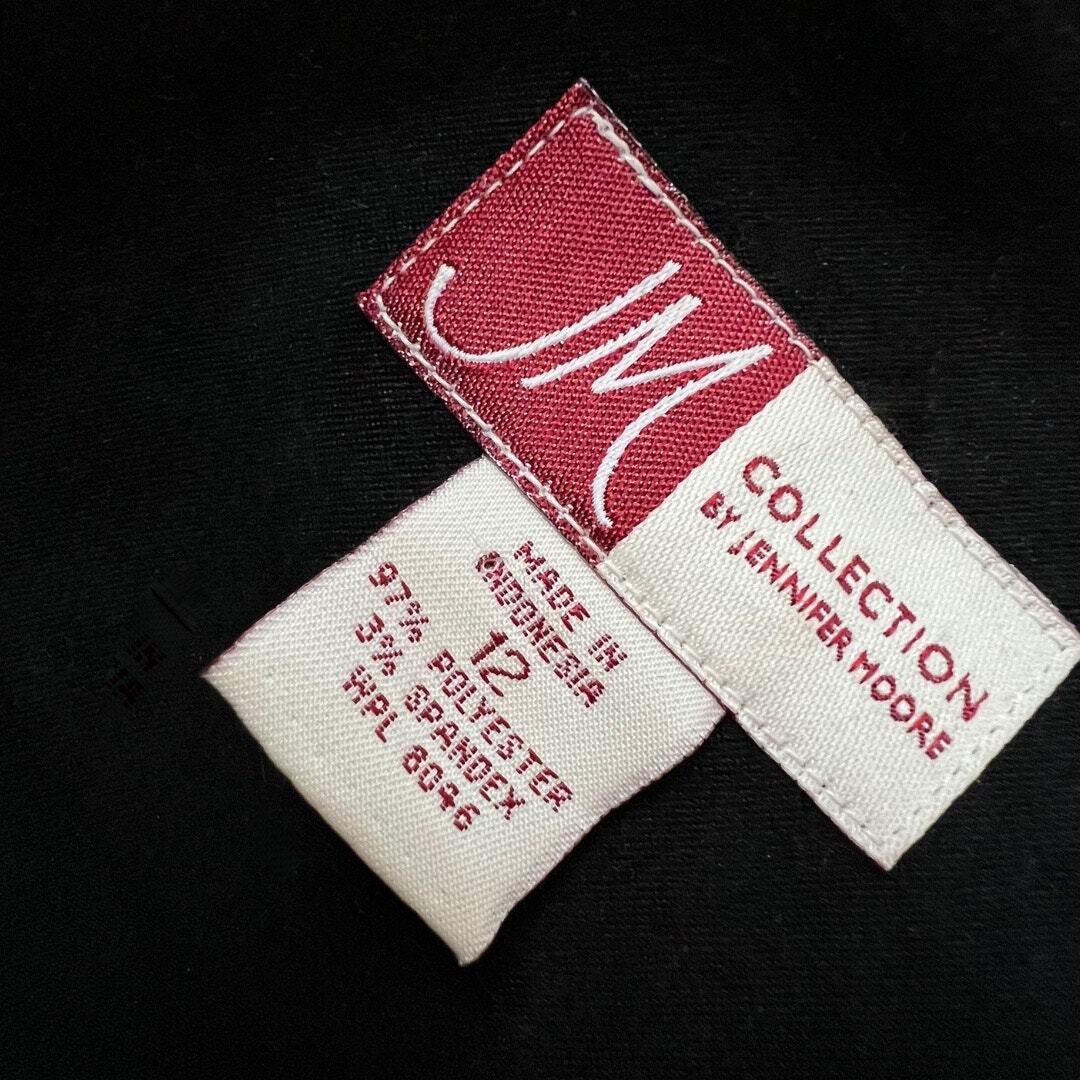 JM
COLLECTION
BY JENNIFER MOORE
MADE IN
INDONESIA
12
97% POLYESTER
3% SPANDEX
WPL 8046